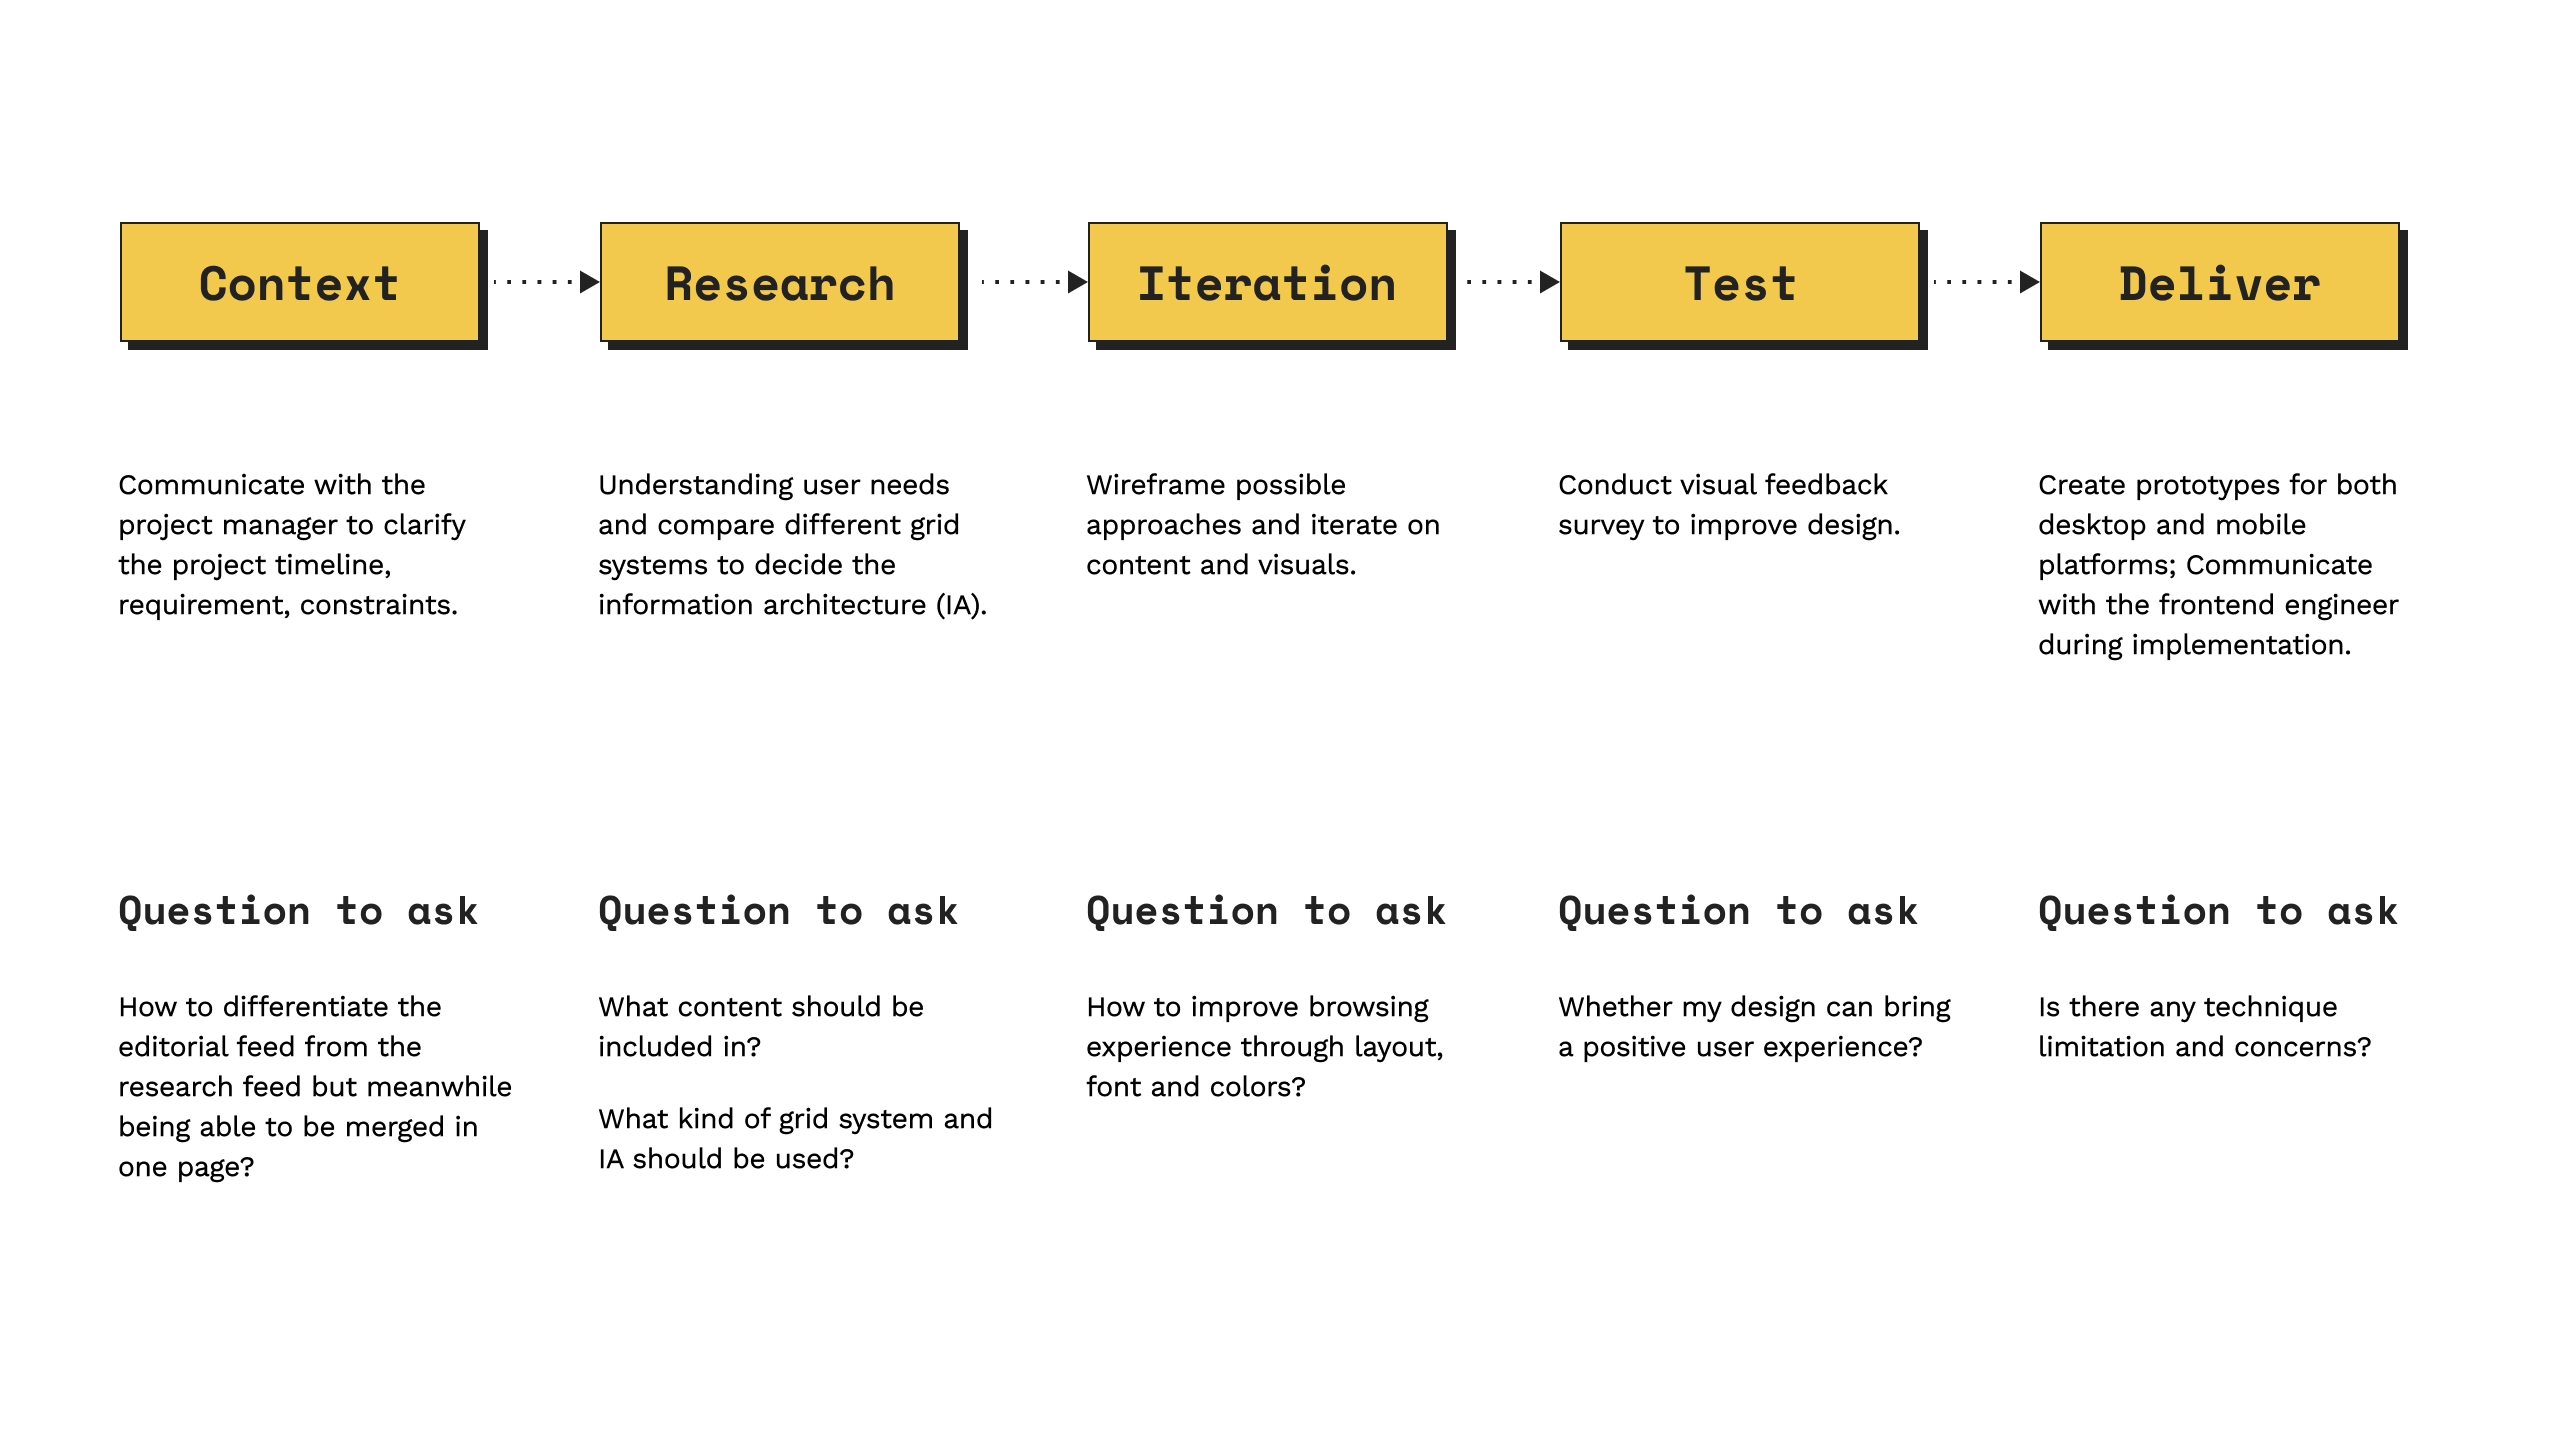 Context
Research
Iteration
Test
Deliver
Communicate with the
project manager to clarify
the project timeline,
requirement, constraints.
Understanding user needs
and compare different grid
systems to decide the
information architecture (IA).
Wireframe possible
approaches and iterate on
content and visuals.
Conduct visual feedback
survey to improve design.
Create prototypes for both
desktop and mobile
platforms; Communicate
with the frontend engineer
during implementation.
Question to ask
How to differentiate the
editorial feed from the
research feed but meanwhile
being able to be merged in
one page?
Question to ask
What content should be
included in?
What kind of grid system and
IA should be used?
Question to ask
How to improve browsing
experience through layout,
font and colors?
Question to ask
Whether my design can bring
a positive user experience?
Question to ask
Is there any technique
limitation and concerns?